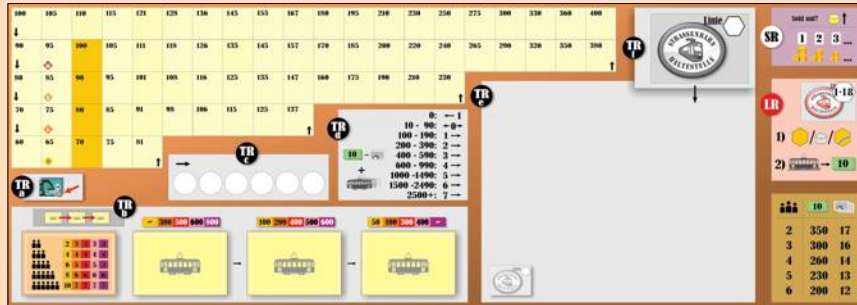 100 105 110 115 121 128 136 145 155 167 180 195 210 230 250 275 300 325 360 400
90 95 100 105 111 118 126 135 145 155 167 180 200 220 240 265 290 320 350 380
80 85 90 95 101 108 116 125 135 147 160 175 190 210 230
70 75 80 85 91 98 106 115 125 137
60 65 70 75 81
TR a
TR b
TR c
TR d
TR e
TR f
0: ← 1
10 - 90: ←0→
100 - 190: 1 →
200 - 390: 2 →
400 - 590: 3 →
600 - 990: 4 →
1000 -1490: 5 →
1500 -2490: 6 →
2500+: 7 →
10
Linie
STRASSENBAHN
HALTESTELLE
SR
Sold out?
1 2 3 ...
LR
1-18
1)
2) 10
10
2 350 17
3 300 16
4 260 14
5 230 13
6 200 12
– 300 500 600 800
100 200 400 500 600
50 100 300 400 –